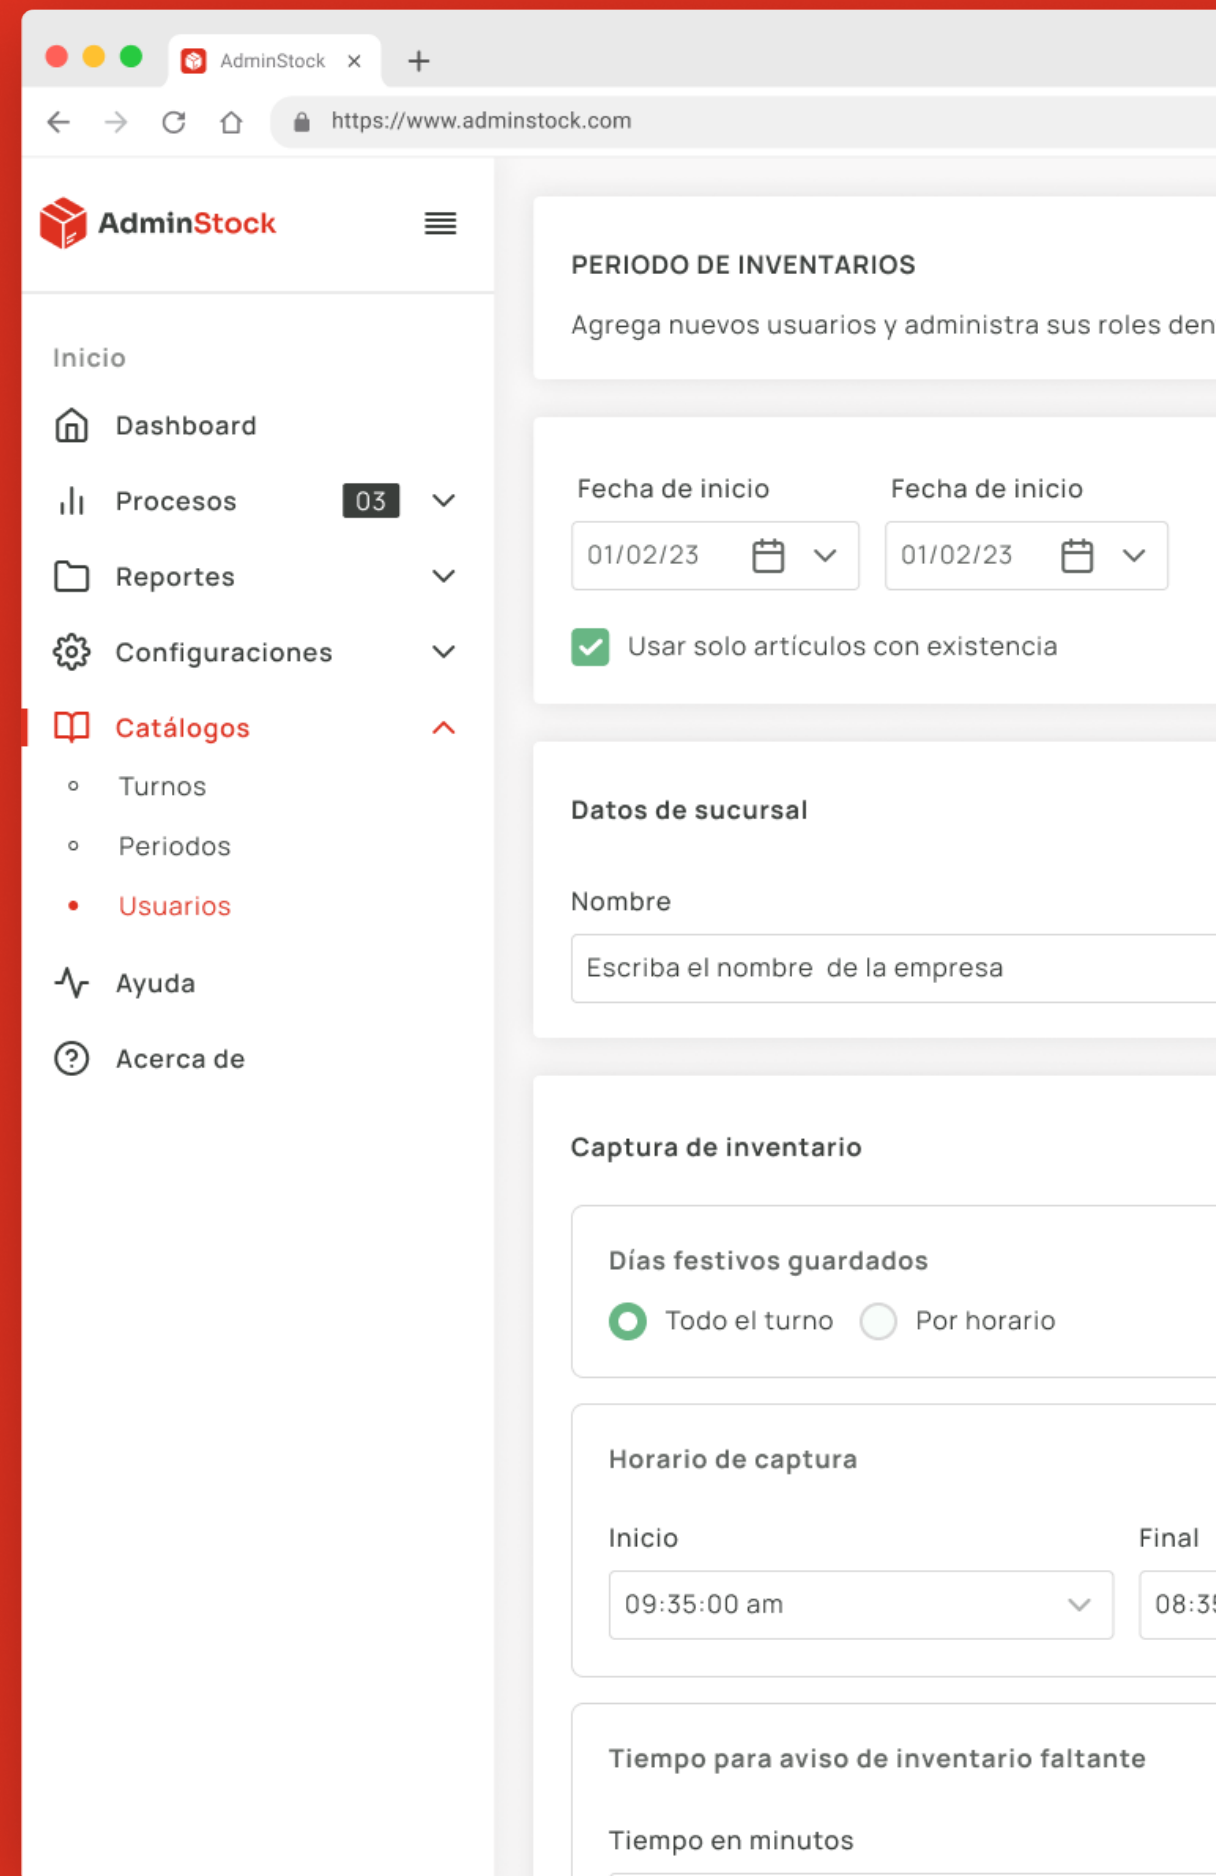 AdminStock
https://www.adminstock.com
AdminStock
Inicio
Dashboard
Procesos 03
Reportes
Configuraciones
Catálogos
Turnos
Periodos
Usuarios
Ayuda
Acerca de
PERIODO DE INVENTARIOS
Agrega nuevos usuarios y administra sus roles den
Fecha de inicio Fecha de inicio
01/02/23 01/02/23
Usar solo artículos con existencia
Datos de sucursal
Nombre
Escriba el nombre de la empresa
Captura de inventario
Días festivos guardados
Todo el turno Por horario
Horario de captura
Inicio Final
09:35:00 am 08:35
Tiempo para aviso de inventario faltante
Tiempo en minutos